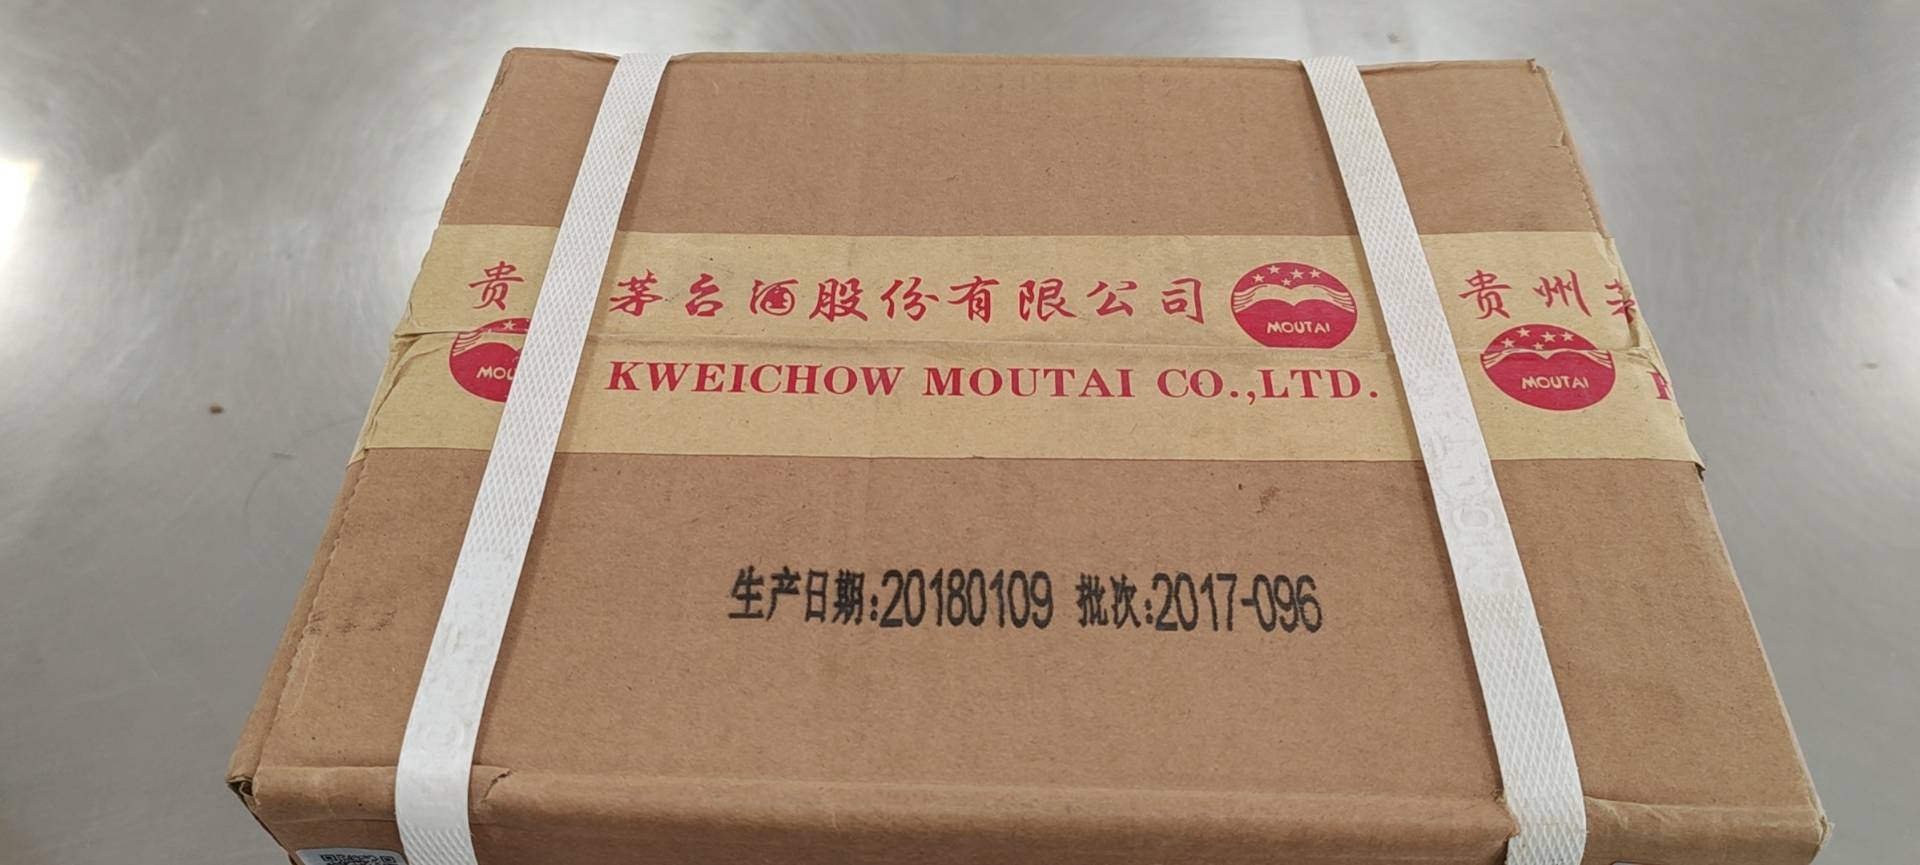 贵 茅台酒股份有限公司 MOUTAI 贵州
MOU KWEICHOW MOUTAI CO.,LTD. MOUTAI
生产日期:20180109 批次:2017-096